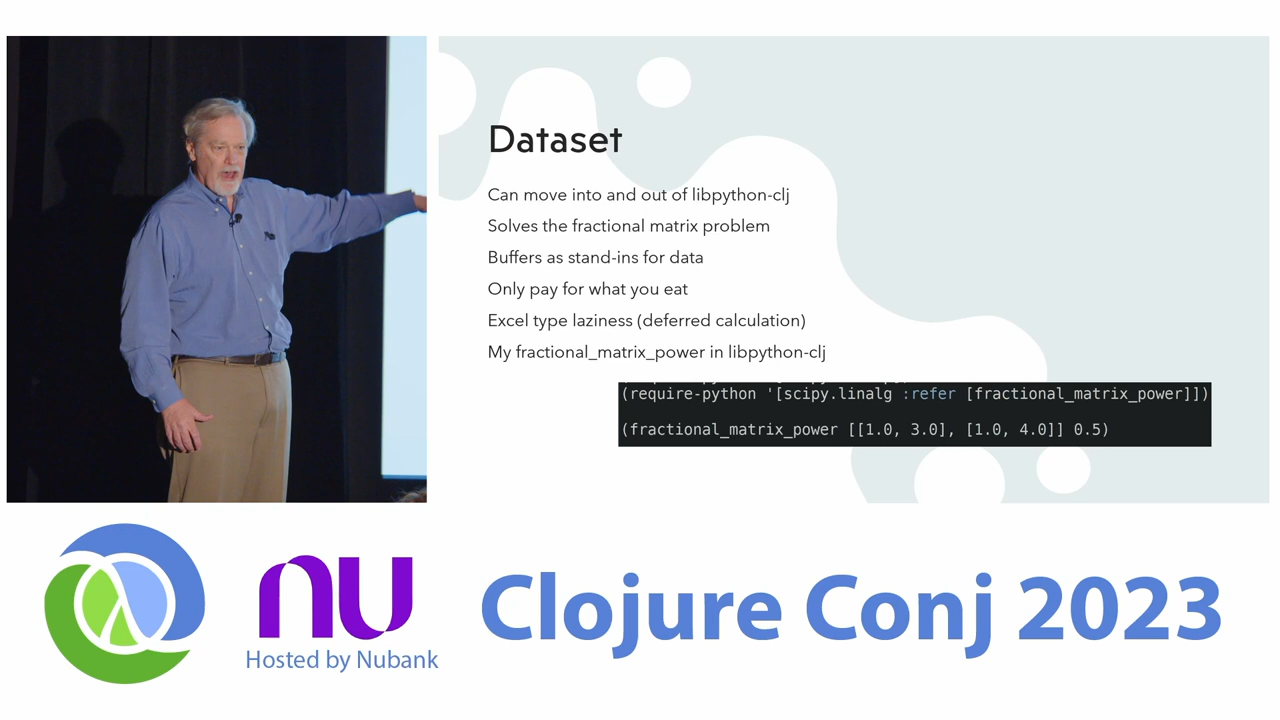 Dataset
Can move into and out of libpython-clj
Solves the fractional matrix problem
Buffers as stand-ins for data
Only pay for what you eat
Excel type laziness (deferred calculation)
My fractional_matrix_power in libpython-clj
(require-python '[scipy.linalg :refer [fractional_matrix_power]])
(fractional_matrix_power [[1.0, 3.0], [1.0, 4.0]] 0.5)
nu
Hosted by Nubank
Clojure Conj 2023